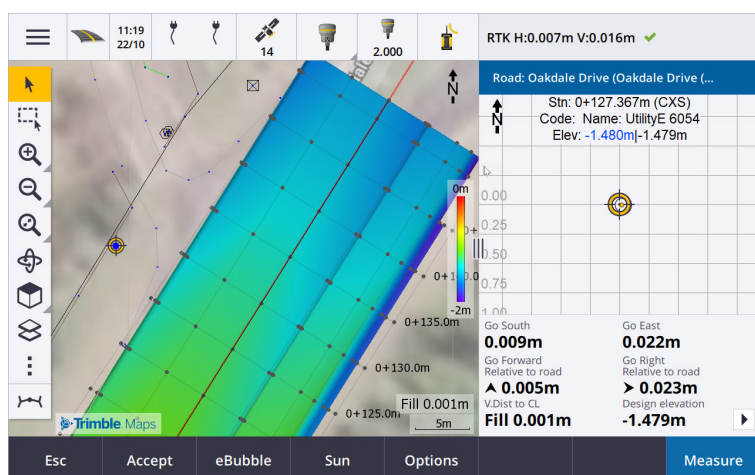 11:19
22/10
14
2.000
RTK H:0.007m V:0.016m
Road: Oakdale Drive (Oakdale Drive (...
N
0m
-2m
0+135.0m
0+130.0m
0+125.0m
Fill 0.001m
5m
Trimble Maps
N
Stn: 0+127.367m (CXS)
Code: Name: UtilityE 6054
Elev: -1.480m|-1.479m
0.00
0.25
0.50
0.75
1.00
Go South
0.009m
Go East
0.022m
Go Forward
Relative to road
0.005m
Go Right
Relative to road
0.023m
V.Dist to CL
Fill 0.001m
Design elevation
-1.479m
Esc
Accept
eBubble
Sun
Options
Measure